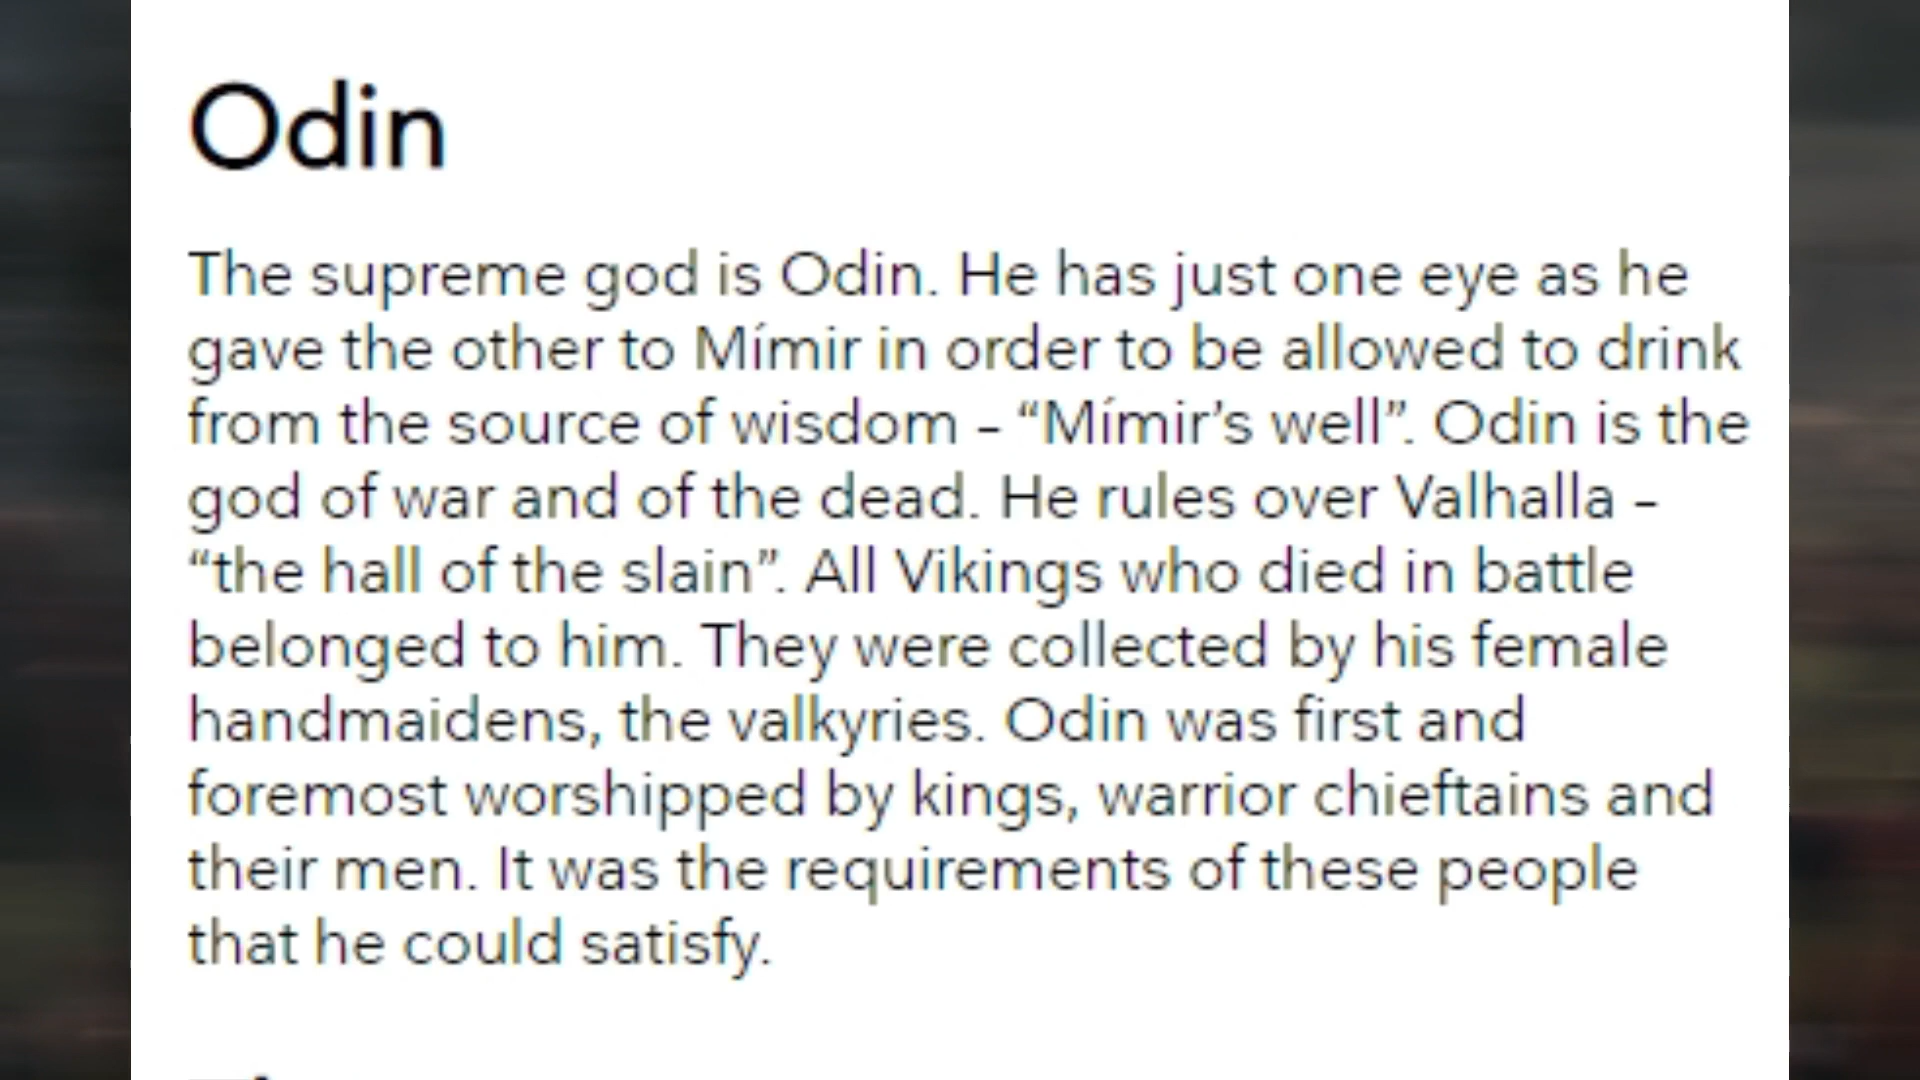 Odin
The supreme god is Odin. He has just one eye as he
gave the other to Mímir in order to be allowed to drink
from the source of wisdom – “Mímir’s well”. Odin is the
god of war and of the dead. He rules over Valhalla –
“the hall of the slain”. All Vikings who died in battle
belonged to him. They were collected by his female
handmaidens, the valkyries. Odin was first and
foremost worshipped by kings, warrior chieftains and
their men. It was the requirements of these people
that he could satisfy.